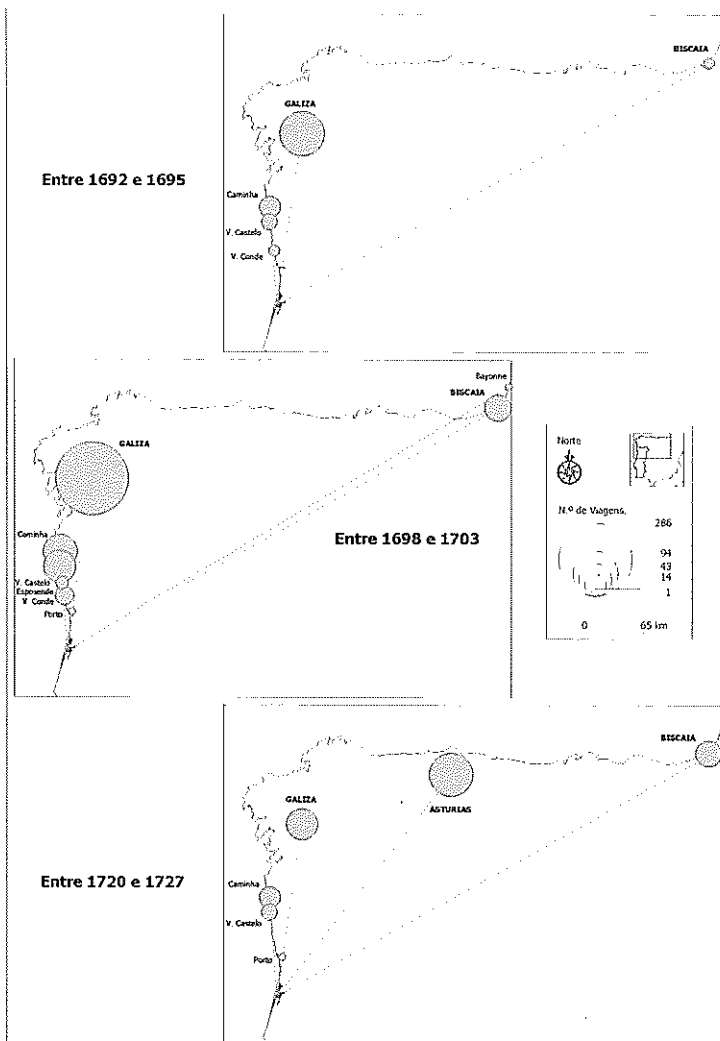 BISCAIA
GALIZA
Entre 1692 e 1695
Caminha
V. Castelo
V. Conde
Bayonne
BISCAIA
GALIZA
Caminha
Entre 1698 e 1703
V. Castelo
Esposende
V. Conde
Porto
Norte
N.º de Viagens
286
94
43
14
1
0 65 km
BISCAIA
GALIZA
ASTURIAS
Entre 1720 e 1727
Caminha
V. Castelo
Porto